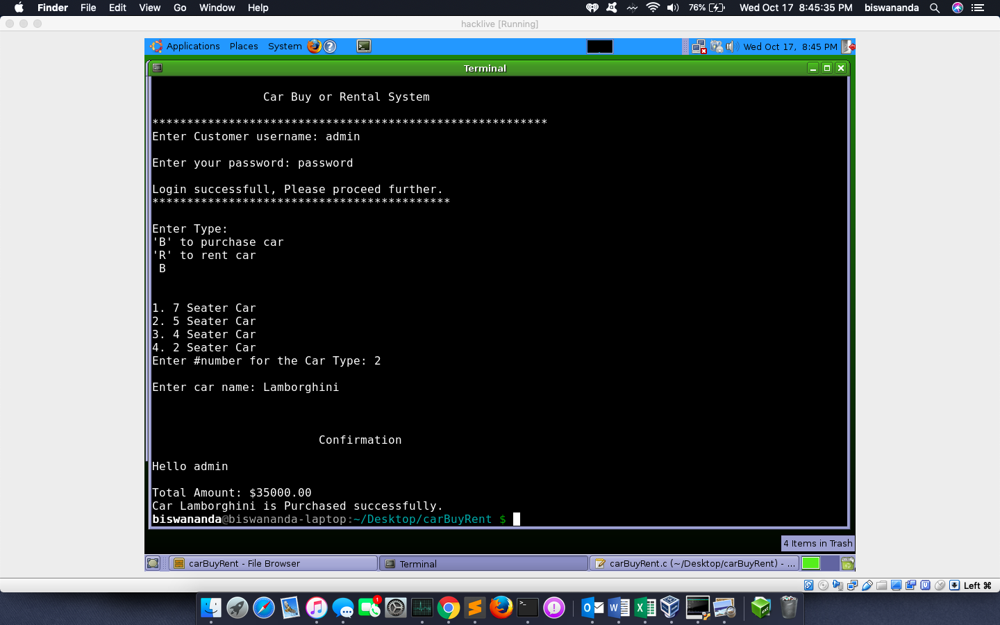 Finder File Edit View Go Window Help 76% Wed Oct 17 8:45:35 PM biswananda
hacklive [Running]
Applications Places System Wed Oct 17, 8:45 PM
Terminal
Car Buy or Rental System
*********************************************************
Enter Customer username: admin
Enter your password: password
Login successfull, Please proceed further.
*******************************************
Enter Type:
'B' to purchase car
'R' to rent car
B
1. 7 Seater Car
2. 5 Seater Car
3. 4 Seater Car
4. 2 Seater Car
Enter #number for the Car Type: 2
Enter car name: Lamborghini
Confirmation
Hello admin
Total Amount: $35000.00
Car Lamborghini is Purchased successfully.
biswananda@biswananda-laptop:~/Desktop/carBuyRent $
4 Items in Trash
carBuyRent - File Browser Terminal carBuyRent.c (~/Desktop/carBuyRent) - ...
Left ⌘
1